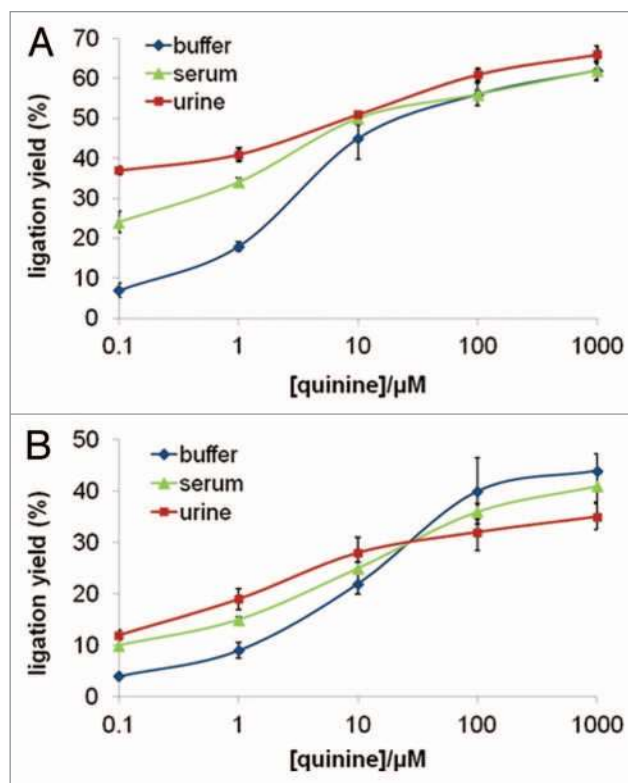 A
70
60
50
40
30
20
10
0
ligation yield (%)
buffer
serum
urine
0.1 1 10 100 1000
[quinine]/µM
B
50
40
30
20
10
0
ligation yield (%)
buffer
serum
urine
0.1 1 10 100 1000
[quinine]/µM